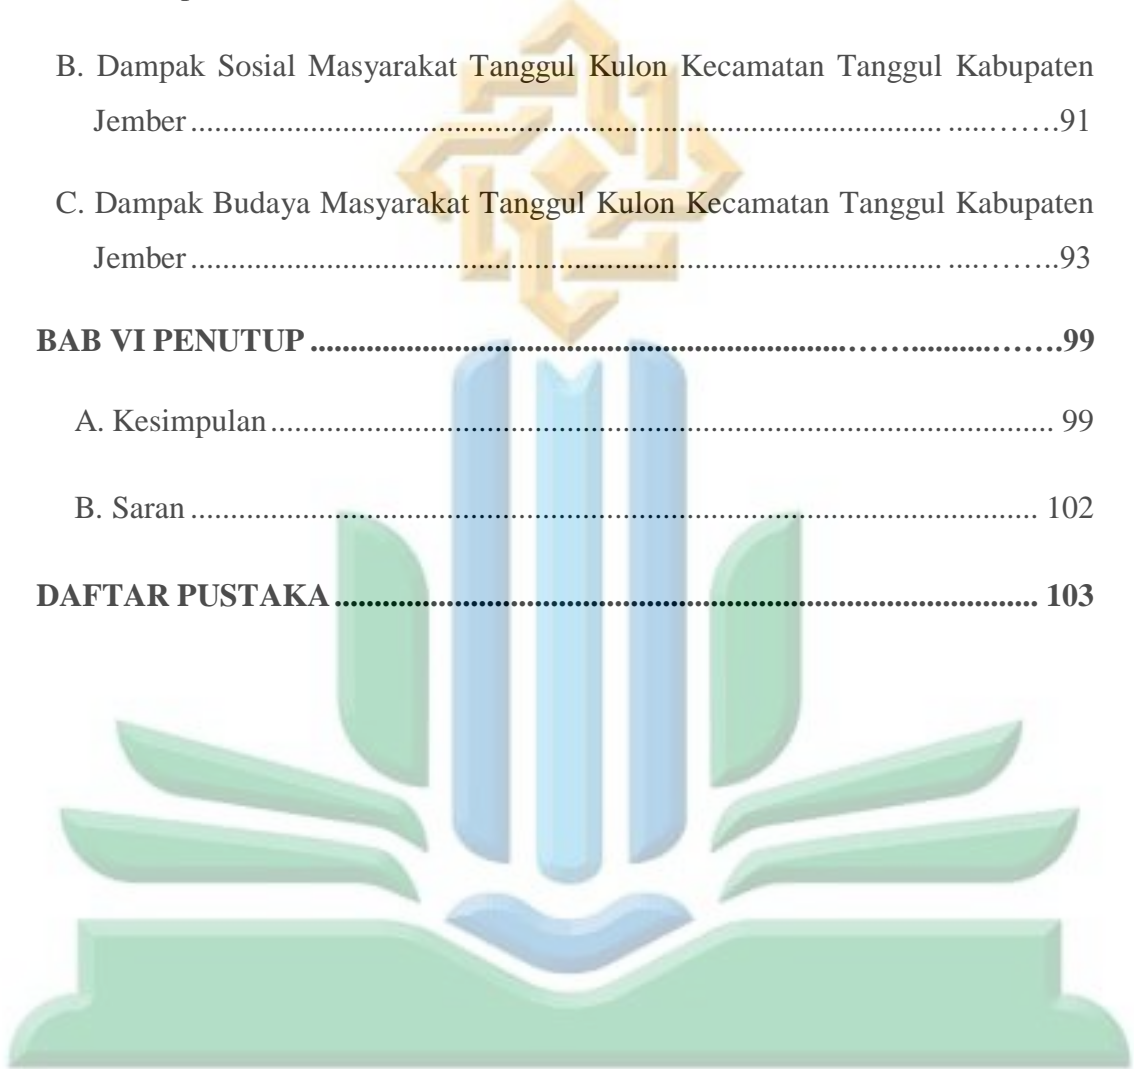 B. Dampak Sosial Masyarakat Tanggul Kulon Kecamatan Tanggul Kabupaten
Jember .............................................................................................. .....…….91
C. Dampak Budaya Masyarakat Tanggul Kulon Kecamatan Tanggul Kabupaten
Jember .............................................................................................. ....……..93
BAB VI PENUTUP ...................................................................……..........…….99
A. Kesimpulan .................................................................................................. 99
B. Saran .......................................................................................................... 102
DAFTAR PUSTAKA ........................................................................................ 103